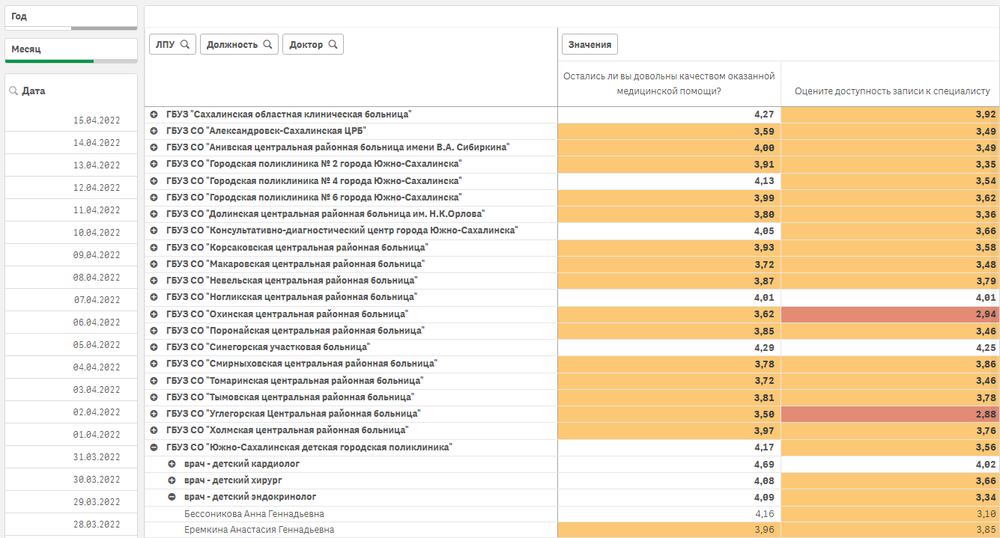 Год
Месяц
Дата
15.04.2022
14.04.2022
13.04.2022
12.04.2022
11.04.2022
10.04.2022
09.04.2022
08.04.2022
07.04.2022
06.04.2022
05.04.2022
04.04.2022
03.04.2022
02.04.2022
01.04.2022
31.03.2022
30.03.2022
29.03.2022
28.03.2022
ЛПУ Должность Доктор Значения
Остались ли вы довольны качеством оказанной
медицинской помощи?
Оцените доступность записи к специалисту
ГБУЗ "Сахалинская областная клиническая больница" 4,27 3,92
ГБУЗ СО "Александровск-Сахалинская ЦРБ" 3,59 3,49
ГБУЗ СО "Анивская центральная районная больница имени В.А. Сибиркина" 4,00 3,49
ГБУЗ СО "Городская поликлиника № 2 города Южно-Сахалинска" 3,91 3,35
ГБУЗ СО "Городская поликлиника № 4 города Южно-Сахалинска" 4,13 3,54
ГБУЗ СО "Городская поликлиника № 6 города Южно-Сахалинска" 3,99 3,62
ГБУЗ СО "Долинская центральная районная больница им. Н.К.Орлова" 3,80 3,36
ГБУЗ СО "Консультативно-диагностический центр города Южно-Сахалинска" 4,05 3,66
ГБУЗ СО "Корсаковская центральная районная больница" 3,93 3,58
ГБУЗ СО "Макаровская центральная районная больница" 3,72 3,48
ГБУЗ СО "Невельская центральная районная больница" 3,87 3,79
ГБУЗ СО "Ногликская центральная районная больница" 4,01 4,01
ГБУЗ СО "Охинская центральная районная больница" 3,62 2,94
ГБУЗ СО "Поронайская центральная районная больница" 3,85 3,46
ГБУЗ СО "Синегорская участковая больница" 4,29 4,25
ГБУЗ СО "Смирныховская центральная районная больница" 3,78 3,86
ГБУЗ СО "Томаринская центральная районная больница" 3,72 3,46
ГБУЗ СО "Тымовская центральная районная больница" 3,81 3,78
ГБУЗ СО "Углегорская Центральная районная больница" 3,50 2,88
ГБУЗ СО "Холмская центральная районная больница" 3,97 3,76
ГБУЗ СО "Южно-Сахалинская детская городская поликлиника" 4,17 3,56
врач - детский кардиолог 4,69 4,02
врач - детский хирург 4,08 3,66
врач - детский эндокринолог 4,09 3,34
Бессоникова Анна Геннадьевна 4,16 3,10
Еремкина Анастасия Геннадьевна 3,96 3,85